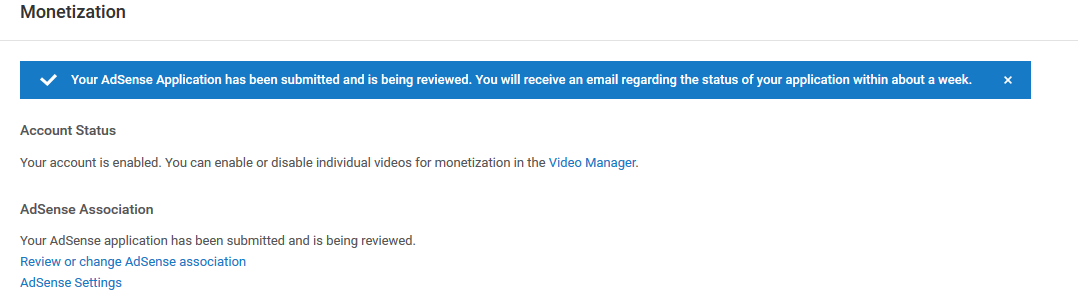 Monetization
Your AdSense Application has been submitted and is being reviewed. You will receive an email regarding the status of your application within about a week. ×
Account Status
Your account is enabled. You can enable or disable individual videos for monetization in the Video Manager.
AdSense Association
Your AdSense application has been submitted and is being reviewed.
Review or change AdSense association
AdSense Settings